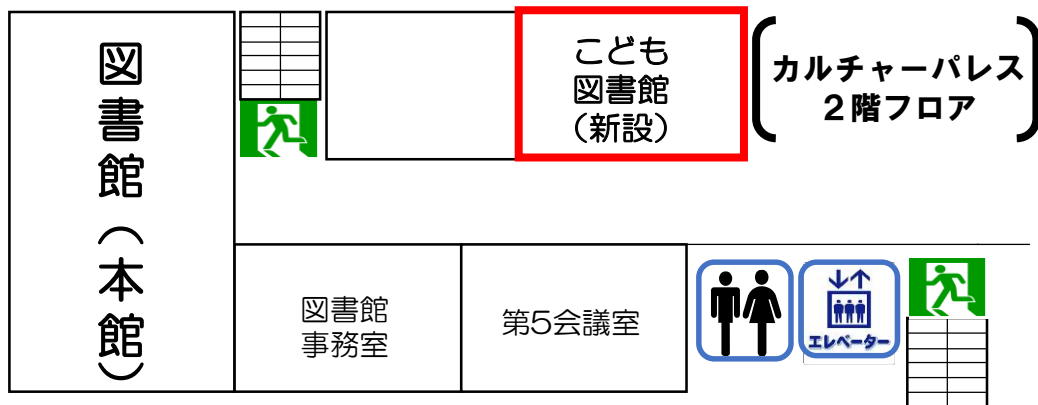 図書館（本館）
こども
図書館
（新設）
カルチャーパレス
２階フロア
図書館
事務室
第5会議室
エレベーター